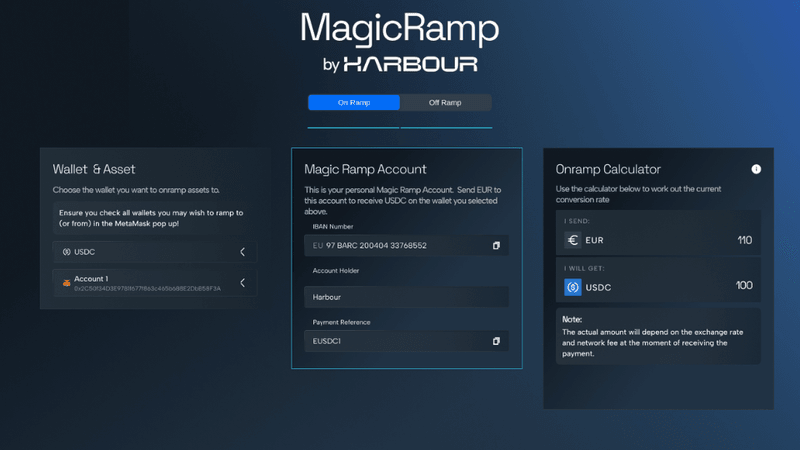 MagicRamp
by HARBOUR
On Ramp
Off Ramp
Wallet & Asset
Choose the wallet you want to onramp assets to.
Ensure you check all wallets you may wish to ramp to
(or from) in the MetaMask pop up!
USDC
Account 1
Magic Ramp Account
This is your personal Magic Ramp Account. Send EUR to
this account to receive USDC on the wallet you selected
above.
IBAN Number
EU 97 BARC 200404 33768552
Account Holder
Harbour
Payment Reference
EUSDC1
Onramp Calculator
Use the calculator below to work out the current
conversion rate
I SEND:
EUR
110
I WILL GET:
USDC
100
Note:
The actual amount will depend on the exchange rate
and network fee at the moment of receiving the
payment.